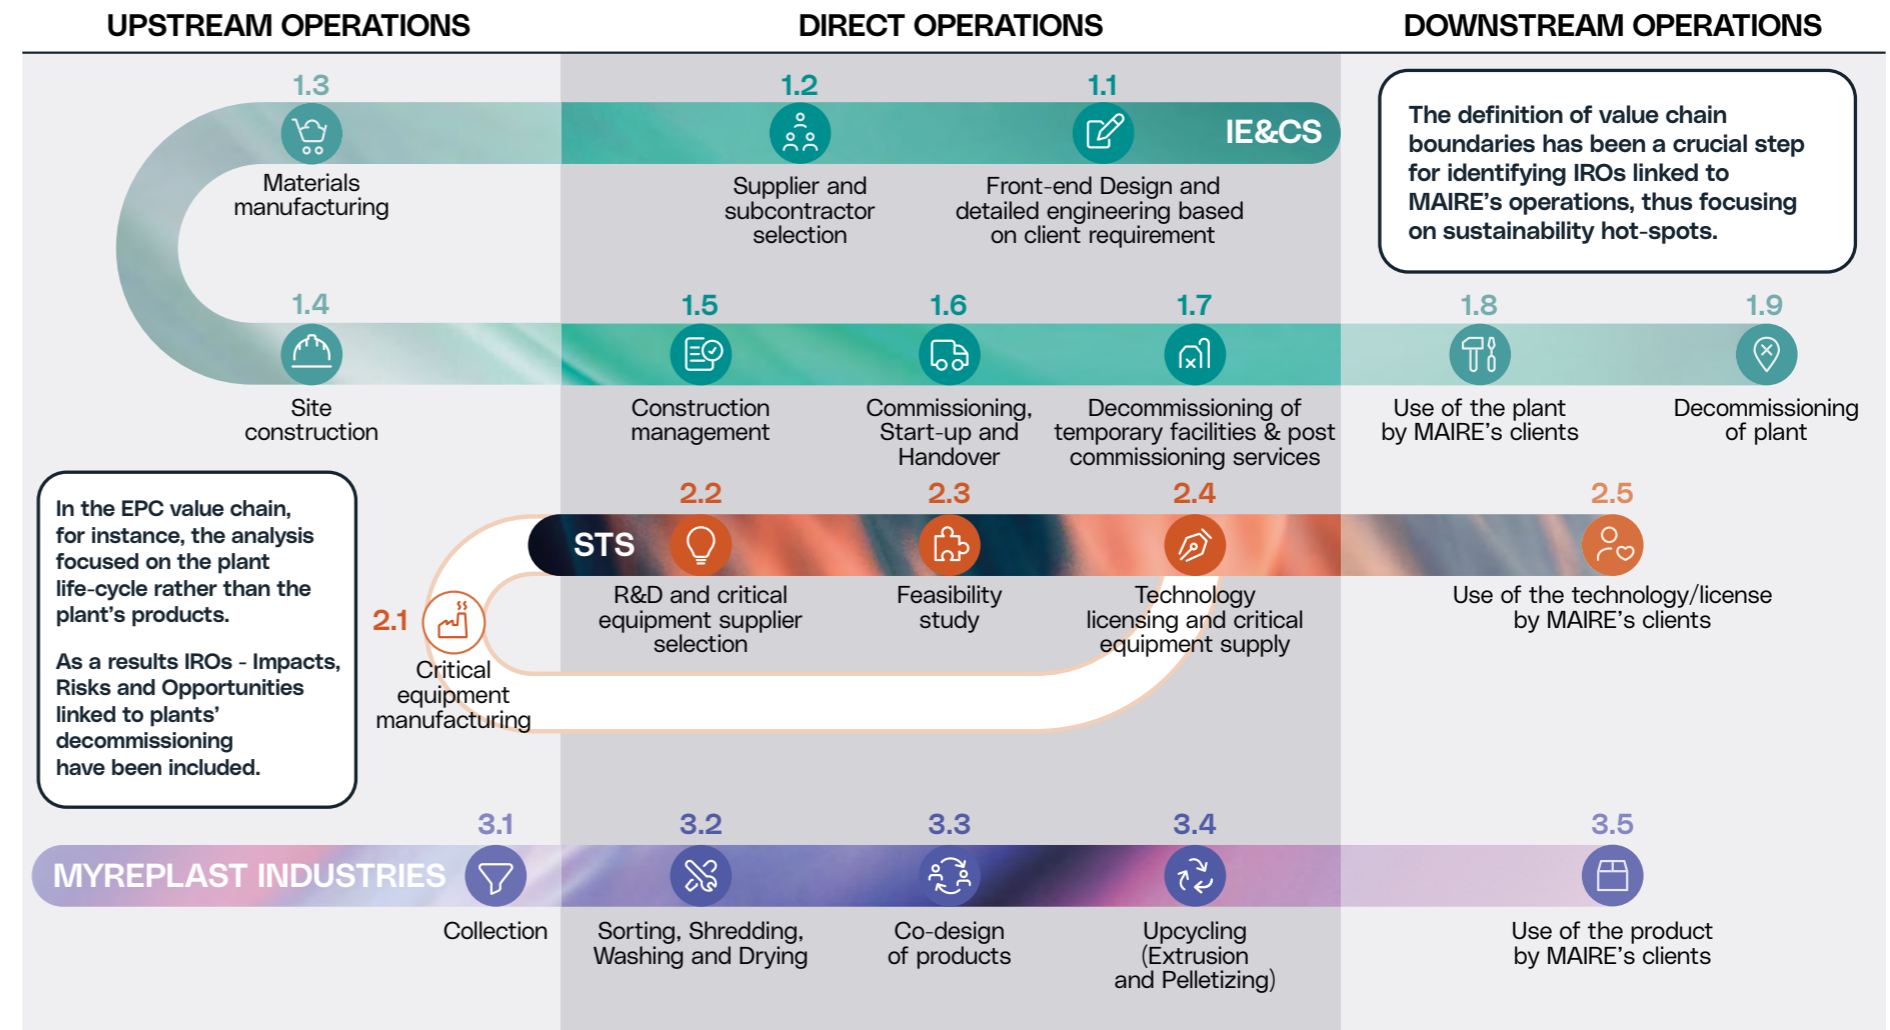 UPSTREAM OPERATIONS
DIRECT OPERATIONS
DOWNSTREAM OPERATIONS
1.3
Materials
manufacturing
1.2
Supplier and
subcontractor
selection
1.1
Front-end Design and
detailed engineering based
on client requirement
IE&CS
The definition of value chain
boundaries has been a crucial step
for identifying IROs linked to
MAIRE's operations, thus focusing
on sustainability hot-spots.
1.4
Site
construction
1.5
Construction
management
1.6
Commissioning,
Start-up and
Handover
1.7
Decommissioning of
temporary facilities & post
commissioning services
1.8
Use of the plant
by MAIRE's clients
1.9
Decommissioning
of plant
In the EPC value chain,
for instance, the analysis
focused on the plant
life-cycle rather than the
plant's products.
As a results IROs - Impacts,
Risks and Opportunities
linked to plants'
decommissioning
have been included.
2.1
Critical
equipment
manufacturing
STS
2.2
R&D and critical
equipment supplier
selection
2.3
Feasibility
study
2.4
Technology
licensing and critical
equipment supply
2.5
Use of the technology/license
by MAIRE's clients
MYREPLAST INDUSTRIES
3.1
Collection
3.2
Sorting, Shredding,
Washing and Drying
3.3
Co-design
of products
3.4
Upcycling
(Extrusion
and Pelletizing)
3.5
Use of the product
by MAIRE's clients